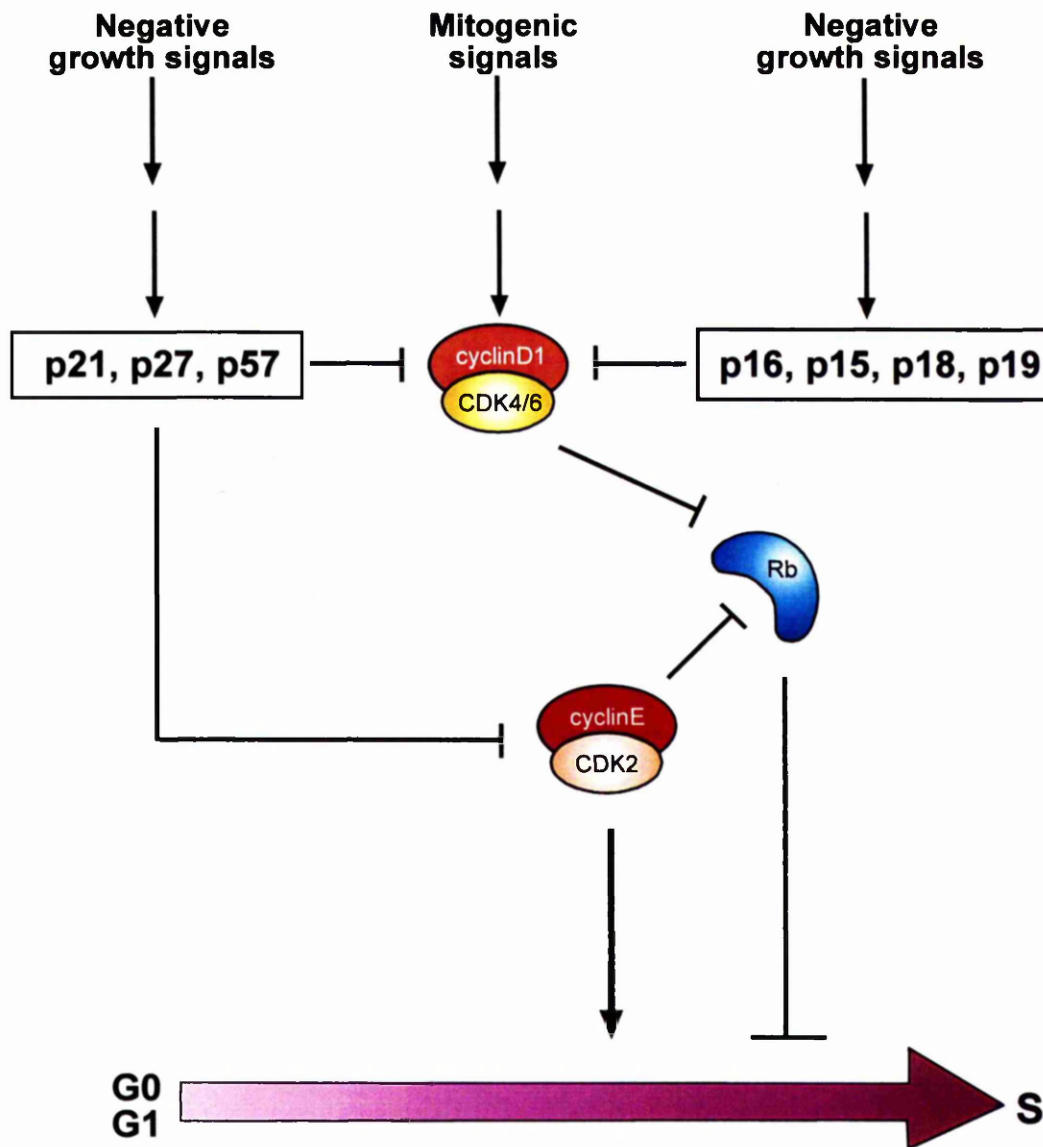 Negative
growth signals
Mitogenic
signals
Negative
growth signals
p21, p27, p57
cyclinD1
CDK4/6
p16, p15, p18, p19
Rb
cyclinE
CDK2
G0
G1
S